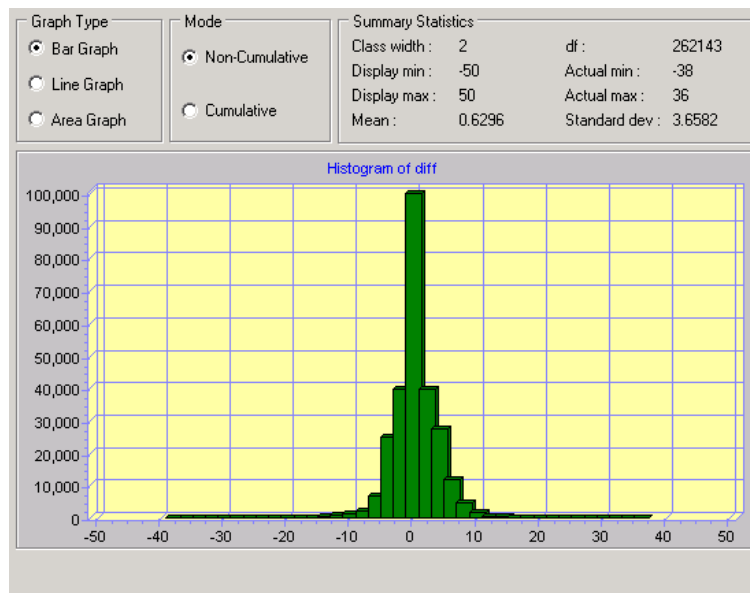 Graph Type
Bar Graph
Line Graph
Area Graph
Mode
Non-Cumulative
Cumulative
Summary Statistics
Class width : 2 df : 262143
Display min : -50 Actual min : -38
Display max : 50 Actual max : 36
Mean : 0.6296 Standard dev : 3.6582
Histogram of diff
100,000
90,000
80,000
70,000
60,000
50,000
40,000
30,000
20,000
10,000
0
-50 -40 -30 -20 -10 0 10 20 30 40 50